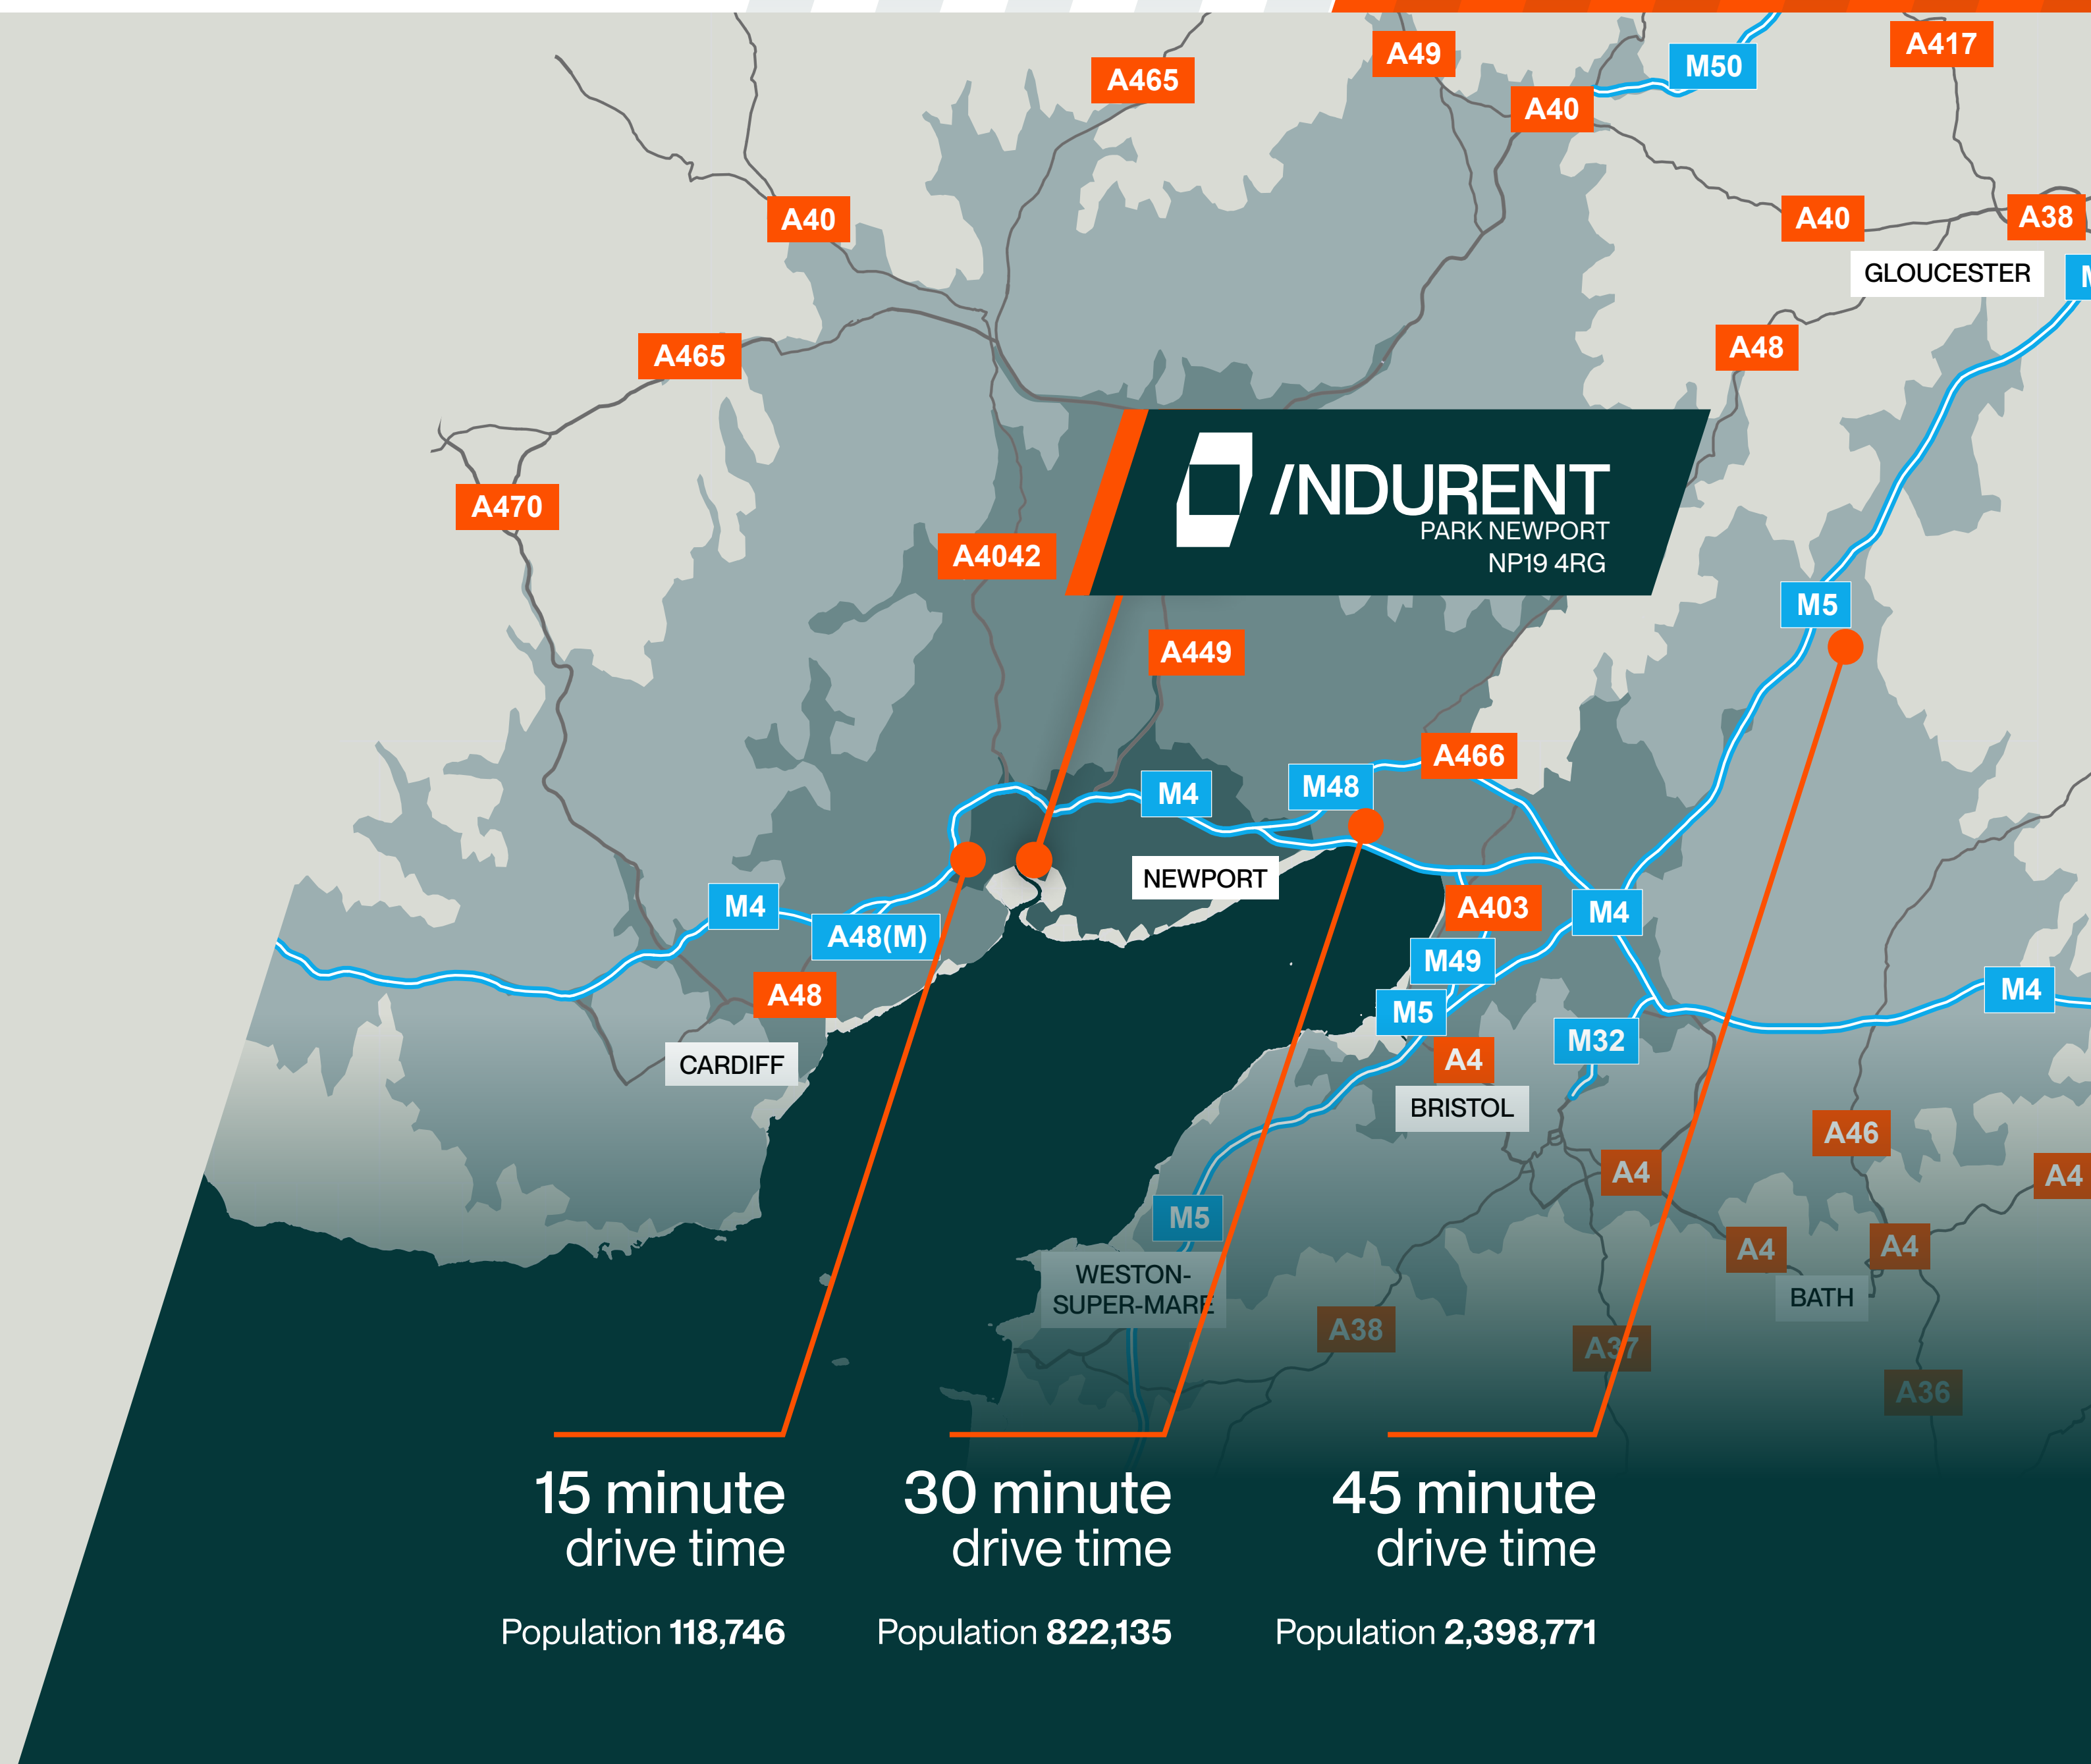 A417
A49
M50
A465
A40
A40
A40
A38
GLOUCESTER
A48
A465
A470
/NDURENT
PARK NEWPORT
NP19 4RG
A4042
M5
A449
A466
M48
M4
NEWPORT
M4
A403
M4
A48(M)
M49
M4
A48
M5
M32
CARDIFF
A4
BRISTOL
A46
A4
A4
M5
A4
A4
WESTON-
SUPER-MARE
BATH
A38
A37
A36
15 minute
drive time
Population 118,746
30 minute
drive time
Population 822,135
45 minute
drive time
Population 2,398,771